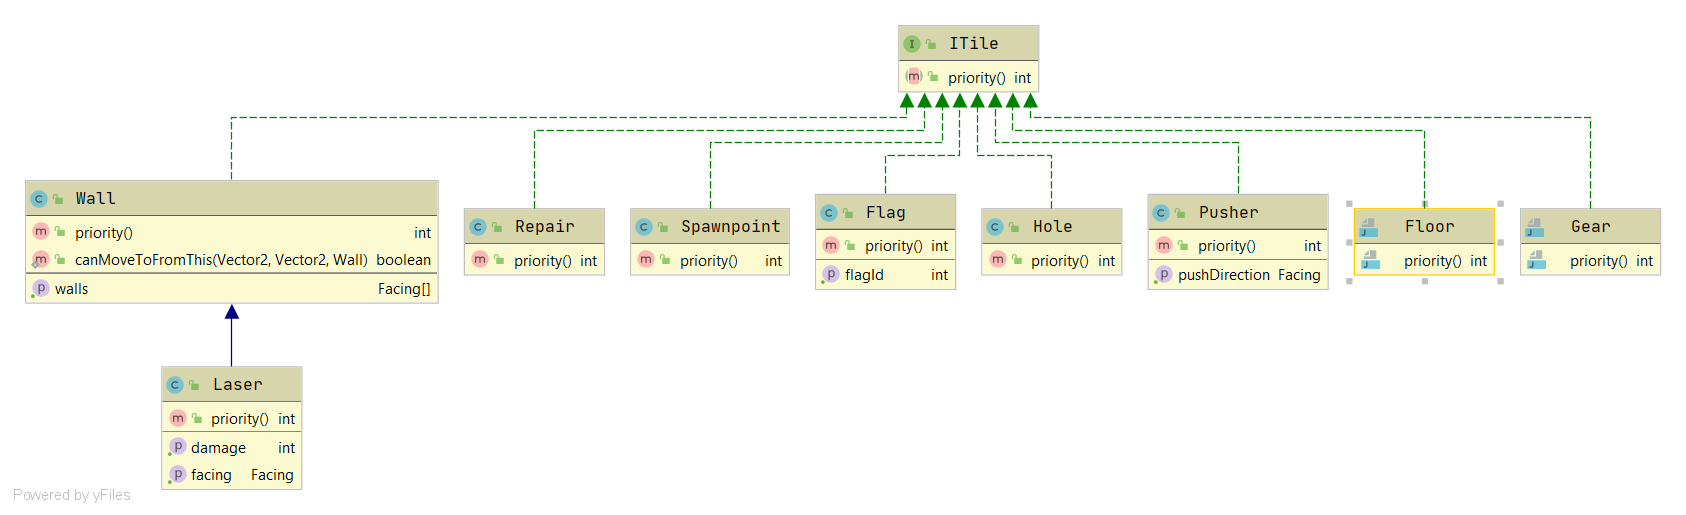 ITile
priority() int
Wall
priority() int
canMoveToFromThis(Vector2, Vector2, Wall) boolean
walls Facing[]
Repair
priority() int
Spawnpoint
priority() int
Flag
priority() int
flagId int
Hole
priority() int
Pusher
priority() int
pushDirection Facing
Floor
priority() int
Gear
priority() int
Laser
priority() int
damage int
facing Facing
Powered by yFiles